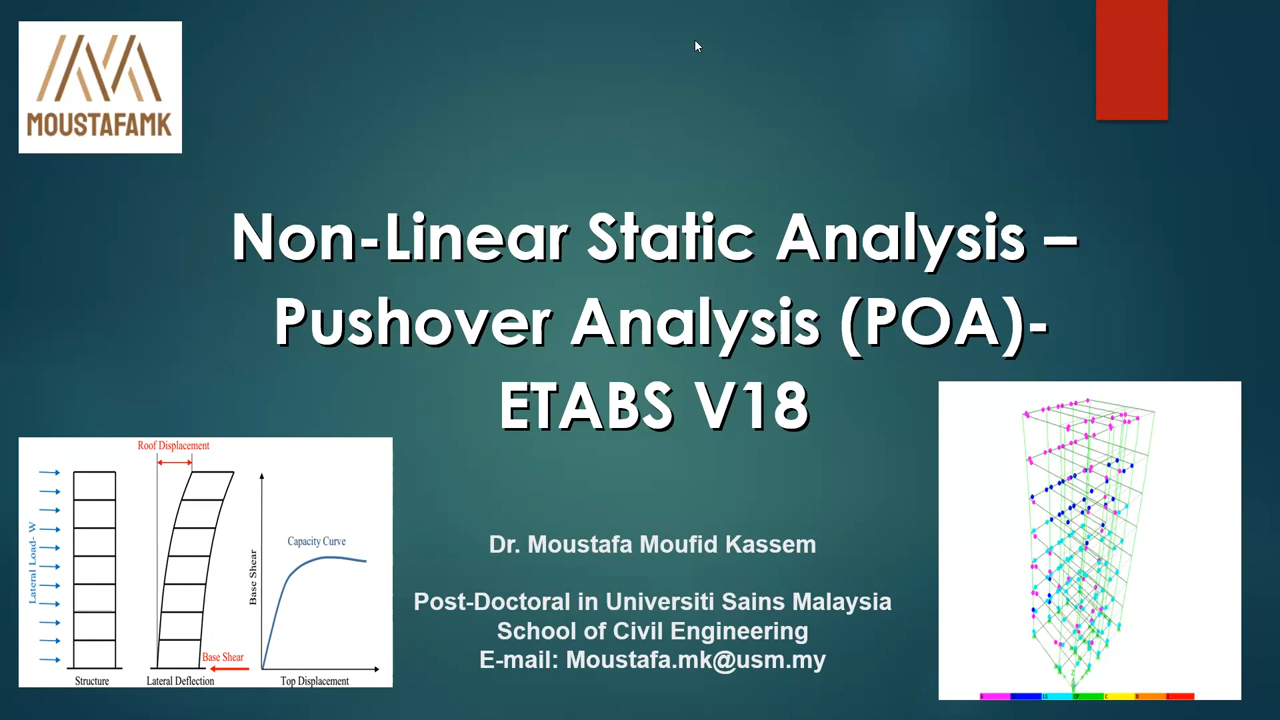 MOUSTAFAMK
Non-Linear Static Analysis –
Pushover Analysis (POA)-
ETABS V18
Roof Displacement
Lateral Load- W
Capacity Curve
Base Shear
Base Shear
Structure
Lateral Deflection
Top Displacement
Dr. Moustafa Moufid Kassem
Post-Doctoral in Universiti Sains Malaysia
School of Civil Engineering
E-mail: Moustafa.mk@usm.my